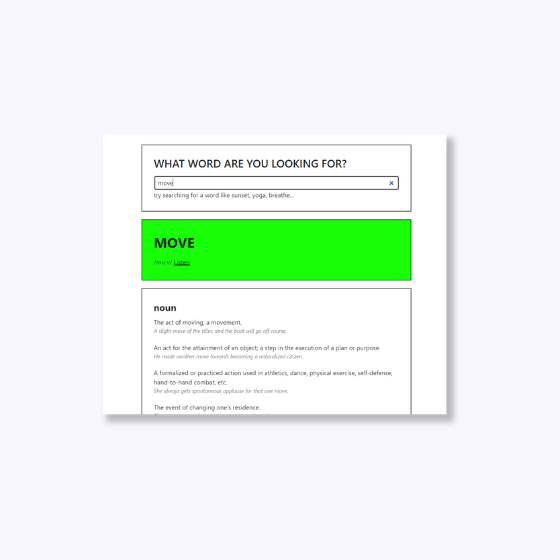 WHAT WORD ARE YOU LOOKING FOR?
move
try searching for a word like sunset, yoga, breathe...
MOVE
/muːv/ Listen
noun
The act of moving; a movement.
A slight move of the tiller, and the boat will go off course.
An act for the attainment of an object; a step in the execution of a plan or purpose.
He made another move towards becoming a naturalized citizen.
A formalized or practiced action used in athletics, dance, physical exercise, self-defense,
hand-to-hand combat, etc.
She always gets spontaneous applause for that one move.
The event of changing one's residence.